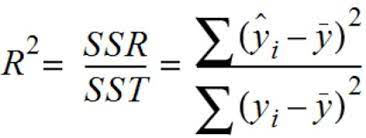 R² = SSR/SST = ∑(ŷᵢ − ȳ)² / ∑(yᵢ − ȳ)²